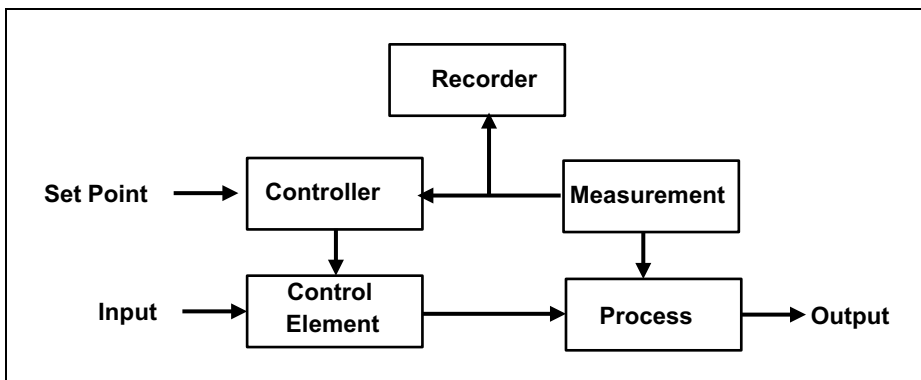 Recorder
Set Point
Controller
Measurement
Input
Control
Element
Process
Output